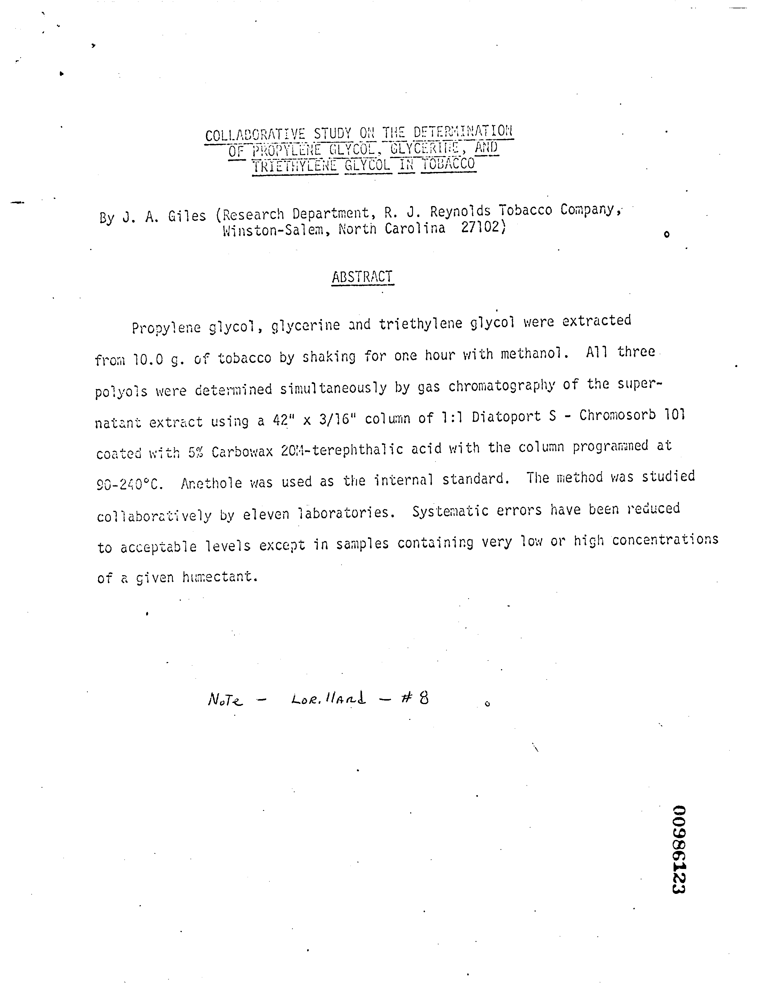 COLLABORATIVE STUDY ON THE DETERMINATION
OF PROPYLENE GLYCOL, GLYCERINE, AND
TRIETHYLENE GLYCOL IN TOBACCO
By J. A. Giles (Research Department, R. J. Reynolds Tobacco Company,
Winston-Salem, North Carolina 27102)
ABSTRACT
Propylene glycol, glycerine and triethylene glycol were extracted
from 10.0 g. of tobacco by shaking for one hour with methanol. All three
polyols were determined simultaneously by gas chromatography of the super-
natant extract using a 42" x 3/16" column of 1:1 Diatoport S - Chromosorb 101
coated with 5% Carbowax 20M-terephthalic acid with the column programmed at
90-240°C. Anethole was used as the internal standard. The method was studied
collaboratively by eleven laboratories. Systematic errors have been reduced
to acceptable levels except in samples containing very low or high concentrations
of a given humectant.
Note - Lorillard - # 8
00986123